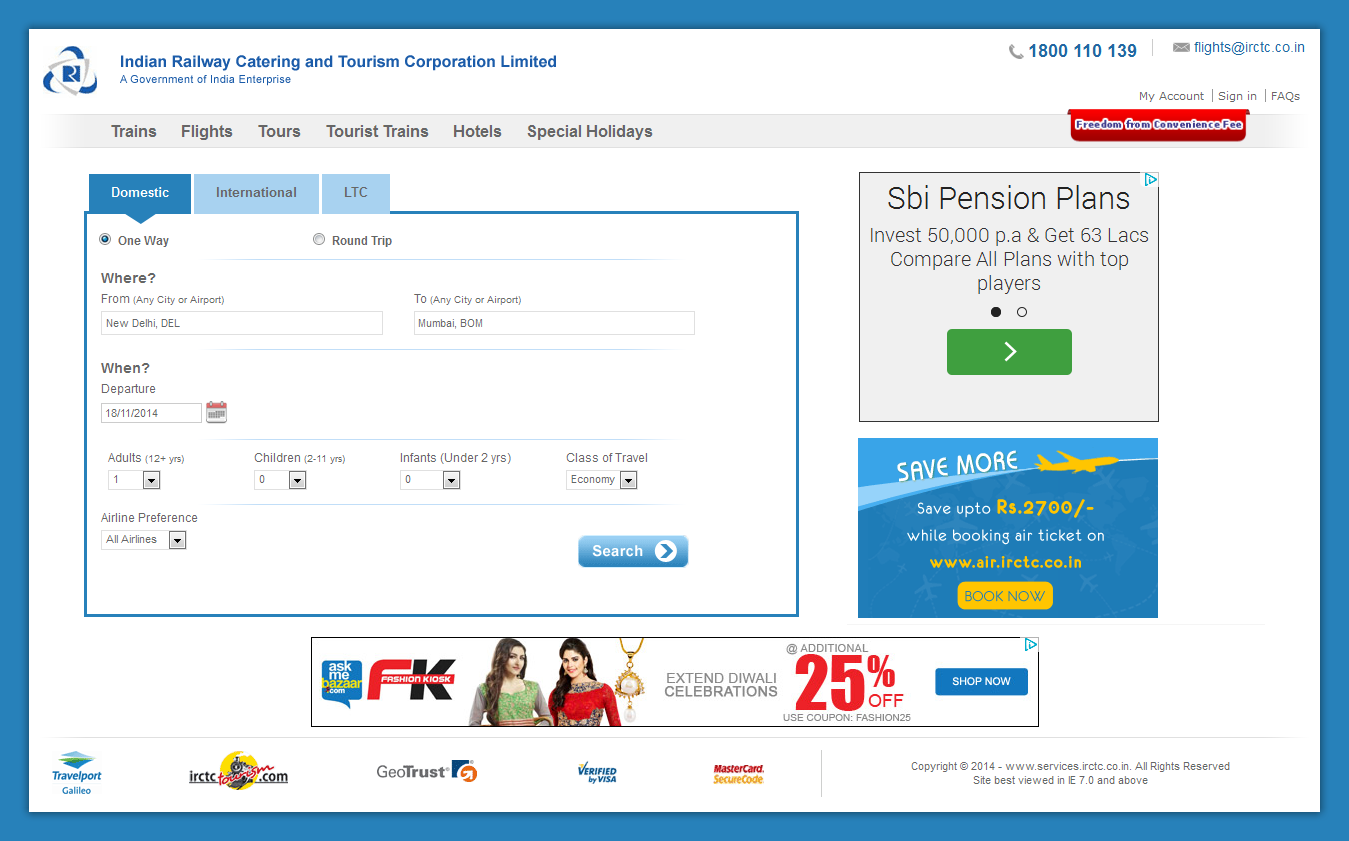 Indian Railway Catering and Tourism Corporation Limited
A Government of India Enterprise
1800 110 139
flights@irctc.co.in
My Account | Sign in | FAQs
Trains Flights Tours Tourist Trains Hotels Special Holidays
Freedom from Convenience Fee
Domestic International LTC
One Way Round Trip
Where?
From (Any City or Airport) To (Any City or Airport)
New Delhi, DEL Mumbai, BOM
When?
Departure
18/11/2014
Adults (12+ yrs) Children (2-11 yrs) Infants (Under 2 yrs) Class of Travel
1 0 0 Economy
Airline Preference
All Airlines
Search
Sbi Pension Plans
Invest 50,000 p.a & Get 63 Lacs
Compare All Plans with top
players
SAVE MORE
Save upto Rs.2700/-
while booking air ticket on
www.air.irctc.co.in
BOOK NOW
ask
me
bazaar
.com
FK
FASHION KIOSK
EXTEND DIWALI
CELEBRATIONS
@ ADDITIONAL
25% OFF
USE COUPON: FASHION25
SHOP NOW
Travelport
Galileo
irctc tourism .com
GeoTrust
VERIFIED
by VISA
MasterCard.
SecureCode.
Copyright © 2014 - www.services.irctc.co.in. All Rights Reserved
Site best viewed in IE 7.0 and above